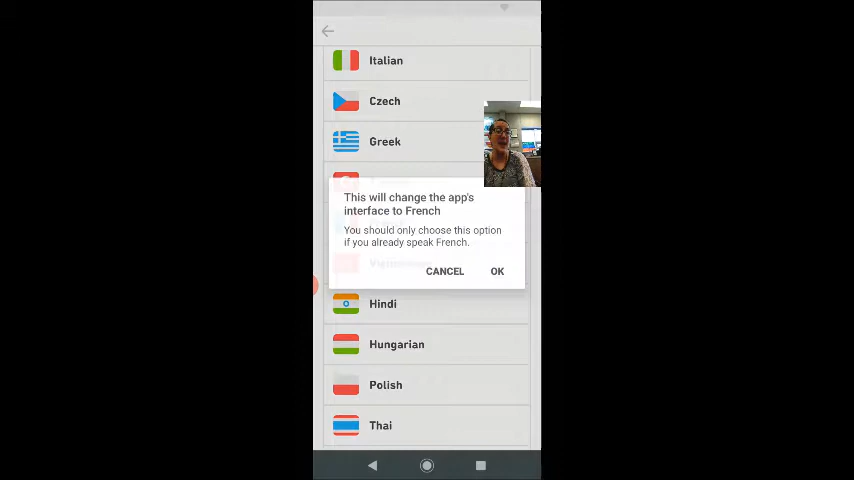 Italian
Czech
Greek
This will change the app's
interface to French
You should only choose this option
if you already speak French.
CANCEL OK
Hindi
Hungarian
Polish
Thai